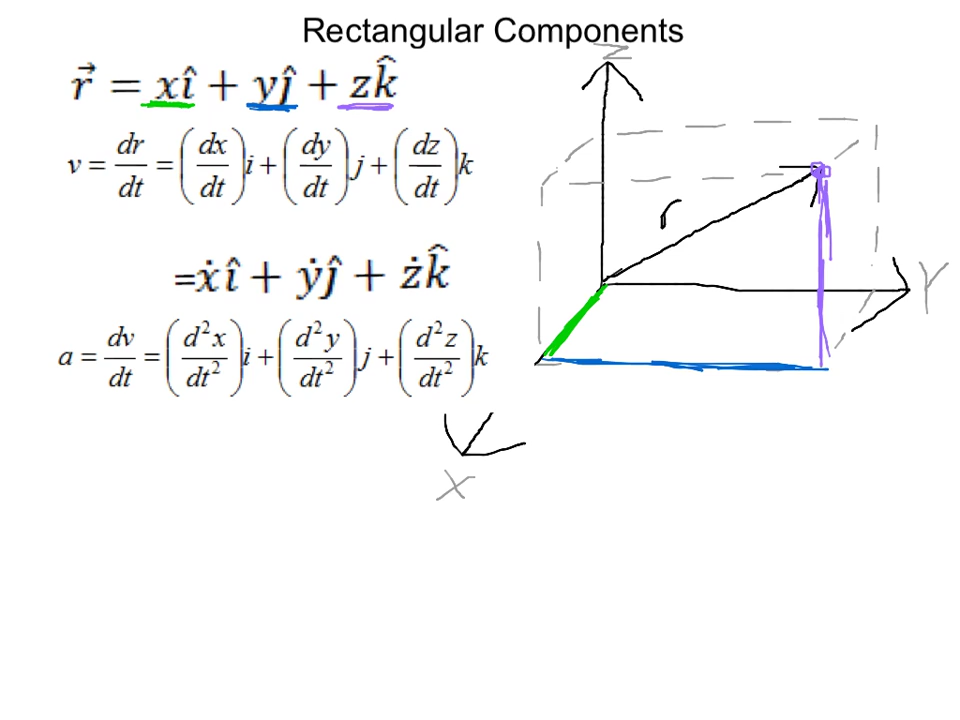 Rectangular Components
r⃗ = xî + yĵ + zk̂
v = dr/dt = (dx/dt)i + (dy/dt)j + (dz/dt)k
=ẋî + ẏĵ + żk̂
a = dv/dt = (d²x/dt²)i + (d²y/dt²)j + (d²z/dt²)k
Z
r
Y
X